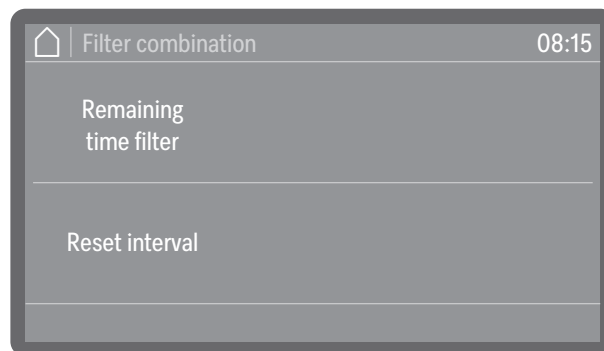 Filter combination 08:15
Remaining
time filter
Reset interval